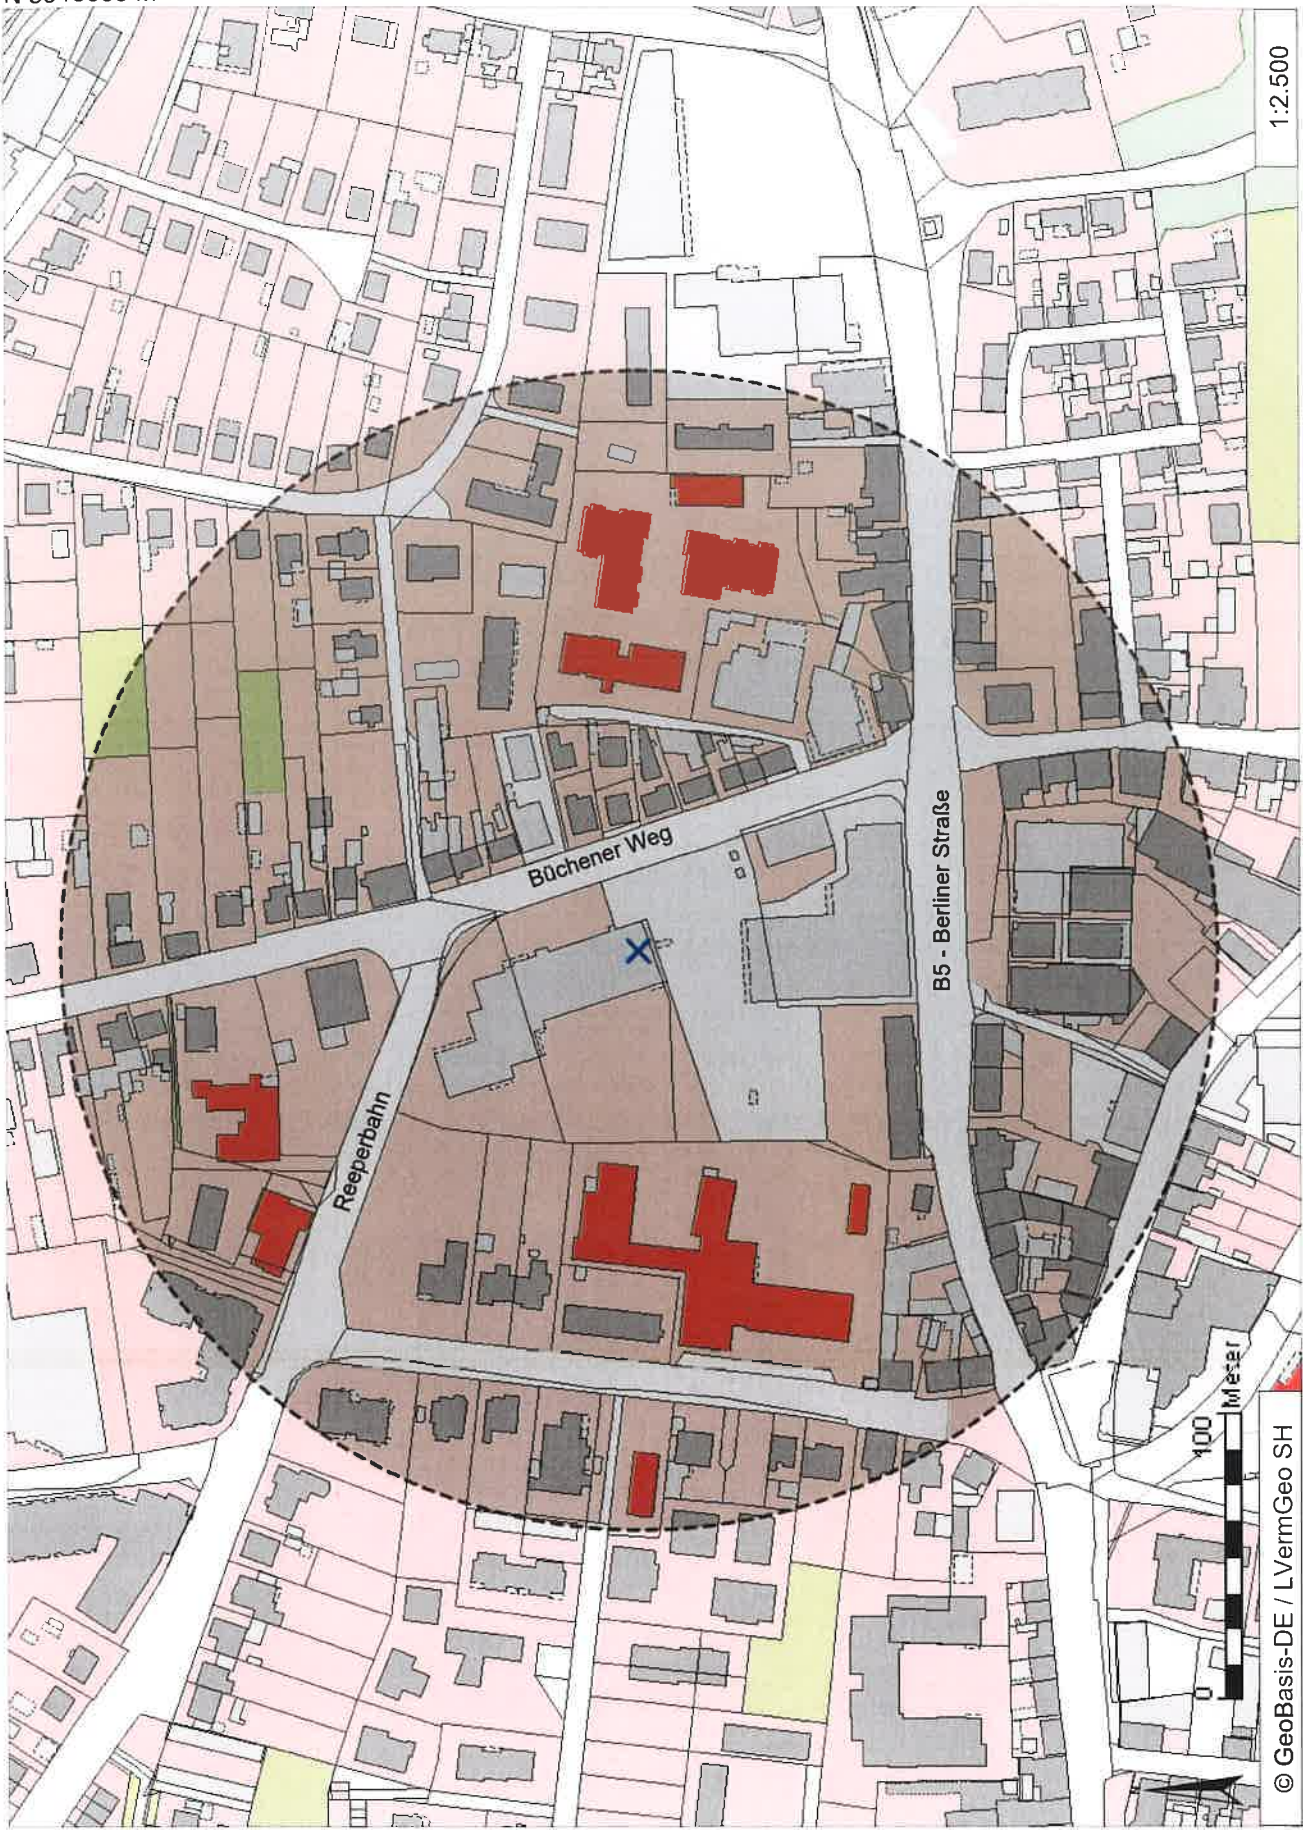 1:2.500
Büchener Weg
B5 - Berliner Straße
Reeperbahn
0
100
Meter
© GeoBasis-DE / LVermGeo SH